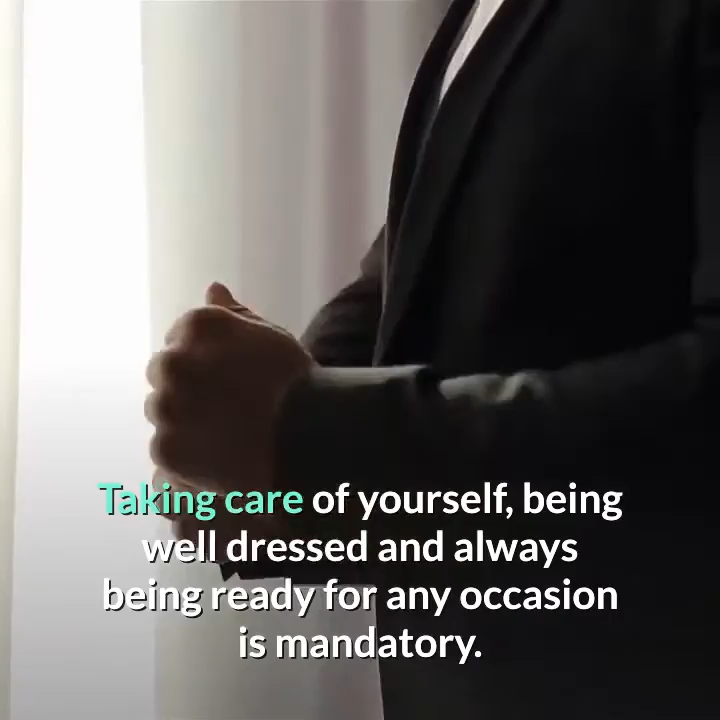 Taking care of yourself, being
well dressed and always
being ready for any occasion
is mandatory.